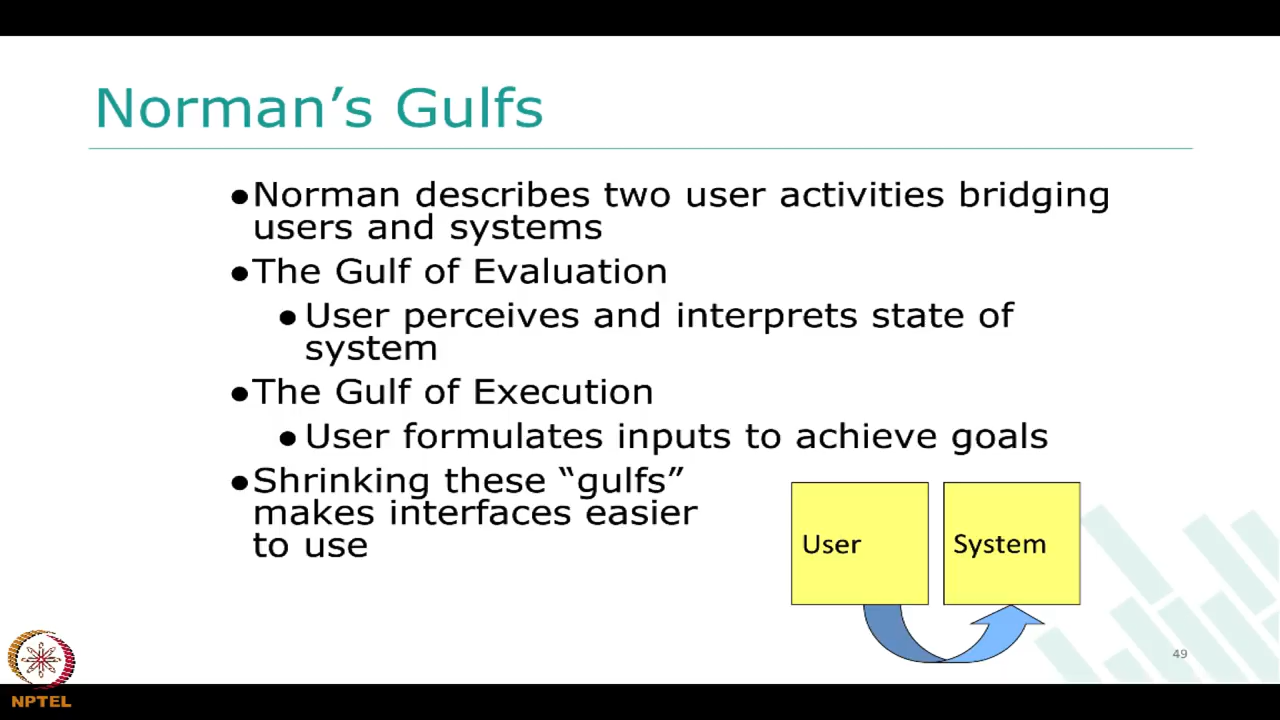 Norman’s Gulfs
●Norman describes two user activities bridging
users and systems
●The Gulf of Evaluation
●User perceives and interprets state of
system
●The Gulf of Execution
●User formulates inputs to achieve goals
●Shrinking these “gulfs”
makes interfaces easier
to use
User
System
49
NPTEL